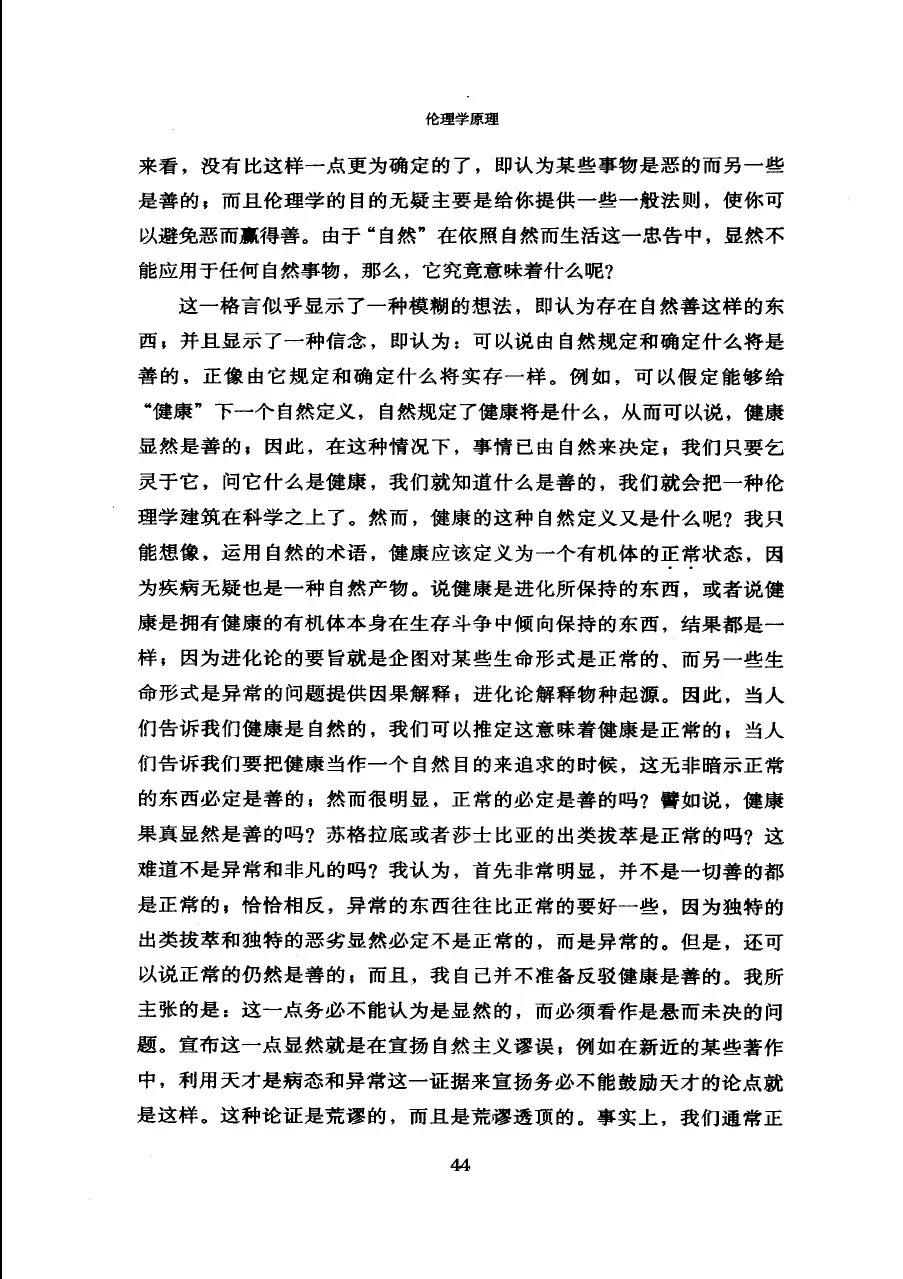 伦理学原理
来看，没有比这样一点更为确定的了，即认为某些事物是恶的而另一些
是善的；而且伦理学的目的无疑主要是给你提供一些一般法则，使你可
以避免恶而赢得善。由于“自然”在依照自然而生活这一忠告中，显然不
能应用于任何自然事物，那么，它究竟意味着什么呢？
这一格言似乎显示了一种模糊的想法，即认为存在自然善这样的东
西；并且显示了一种信念，即认为：可以说由自然规定和确定什么将是
善的，正像由它规定和确定什么将实存一样。例如，可以假定能够给
“健康”下一个自然定义，自然规定了健康将是什么，从而可以说，健康
显然是善的；因此，在这种情况下，事情已由自然来决定；我们只要乞
灵于它，问它什么是健康，我们就知道什么是善的，我们就会把一种伦
理学建筑在科学之上了。然而，健康的这种自然定义又是什么呢？我只
能想像，运用自然的术语，健康应该定义为一个有机体的正常状态，因
为疾病无疑也是一种自然产物。说健康是进化所保持的东西，或者说健
康是拥有健康的有机体本身在生存斗争中倾向保持的东西，结果都是一
样；因为进化论的要旨就是企图对某些生命形式是正常的、而另一些生
命形式是异常的问题提供因果解释；进化论解释物种起源。因此，当人
们告诉我们健康是自然的，我们可以推定这意味着健康是正常的；当人
们告诉我们要把健康当作一个自然目的来追求的时候，这无非暗示正常
的东西必定是善的；然而很明显，正常的必定是善的吗？譬如说，健康
果真显然是善的吗？苏格拉底或者莎士比亚的出类拔萃是正常的吗？这
难道不是异常和非凡的吗？我认为，首先非常明显，并不是一切善的都
是正常的；恰恰相反，异常的东西往往比正常的要好一些，因为独特的
出类拔萃和独特的恶劣显然必定不是正常的，而是异常的。但是，还可
以说正常的仍然是善的；而且，我自己并不准备反驳健康是善的。我所
主张的是：这一点务必不能认为是显然的，而必须看作是悬而未决的问
题。宣布这一点显然就是在宣扬自然主义谬误；例如在新近的某些著作
中，利用天才是病态和异常这一证据来宣扬务必不能鼓励天才的论点就
是这样。这种论证是荒谬的，而且是荒谬透顶的。事实上，我们通常正
44